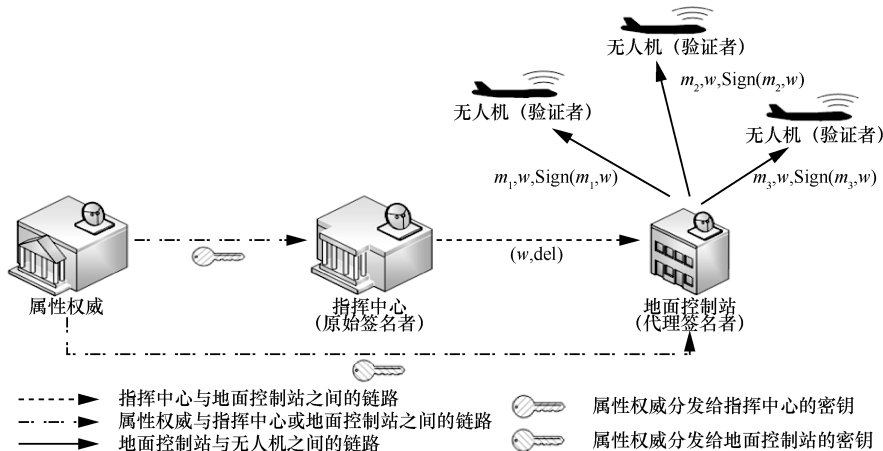 无人机（验证者）
m₂,w,Sign(m₂,w)
无人机（验证者）
无人机（验证者）
m₁,w,Sign(m₁,w)
m₃,w,Sign(m₃,w)
(w,del)
属性权威
指挥中心
（原始签名者）
地面控制站
（代理签名者）
指挥中心与地面控制站之间的链路
属性权威与指挥中心或地面控制站之间的链路
地面控制站与无人机之间的链路
属性权威分发给指挥中心的密钥
属性权威分发给地面控制站的密钥